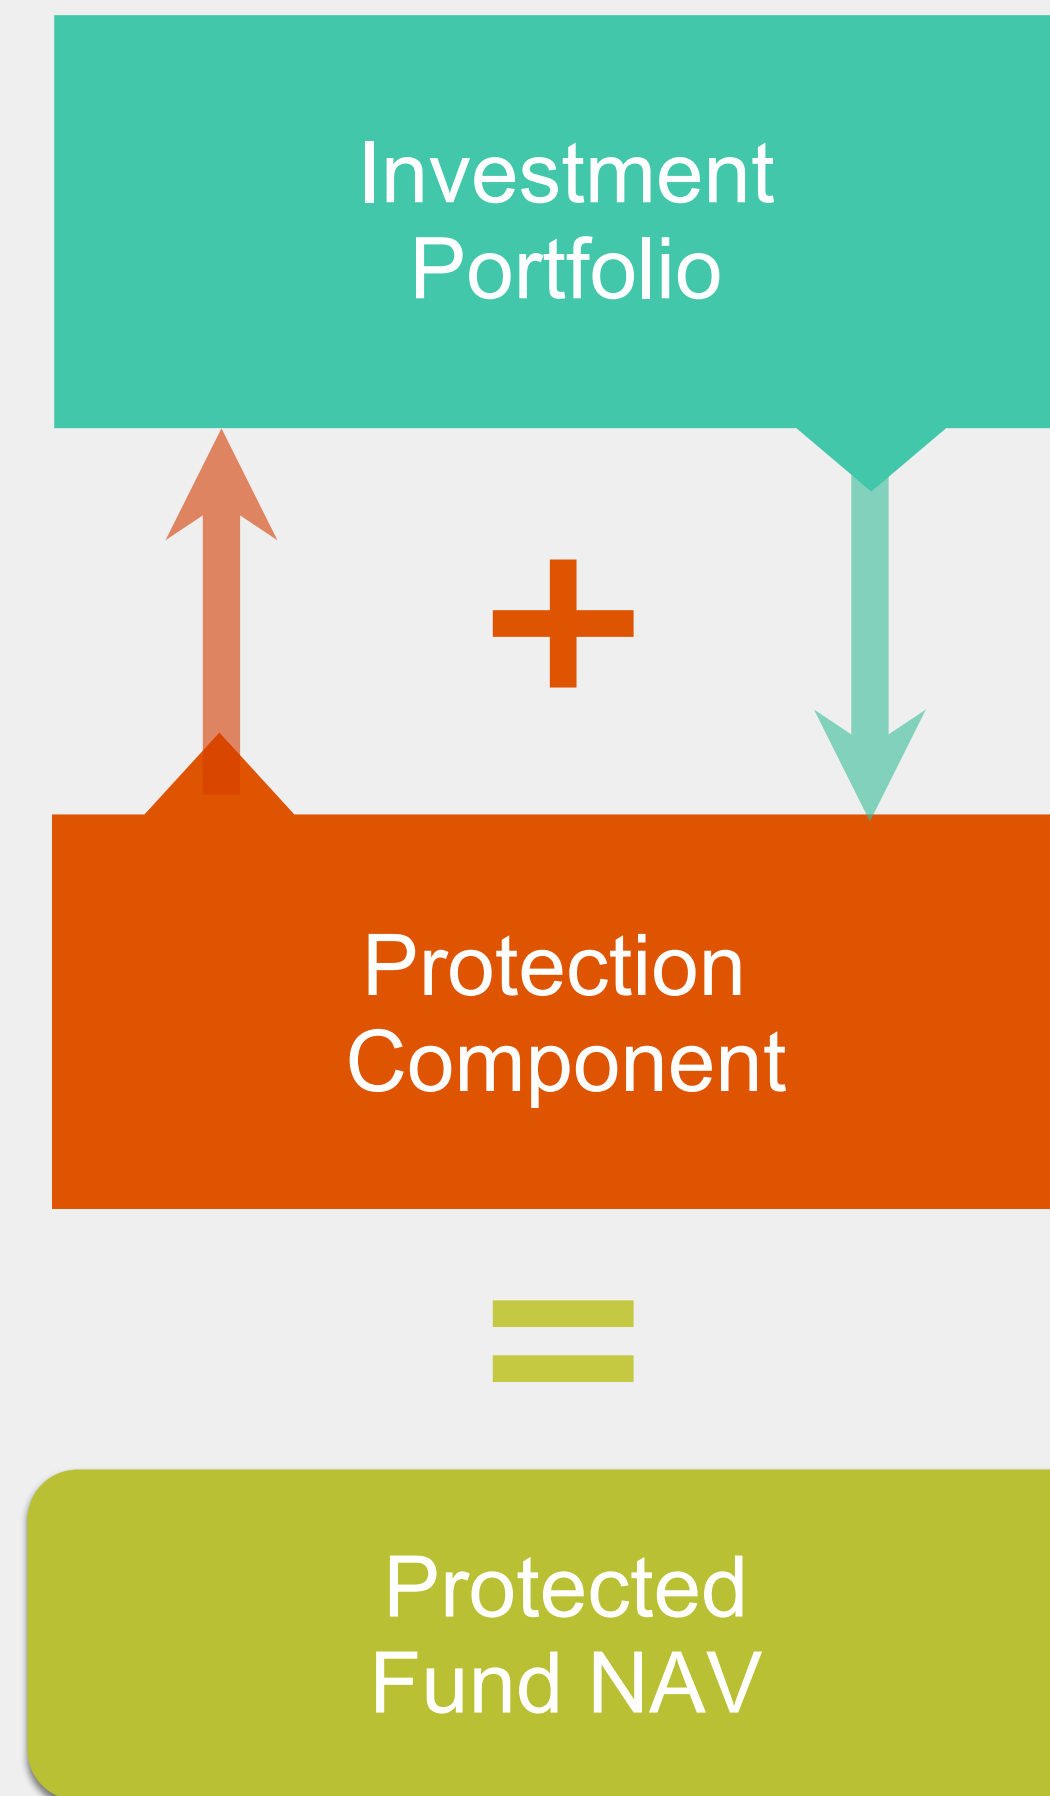 Investment
Portfolio
+
Protection
Component
=
Protected
Fund NAV